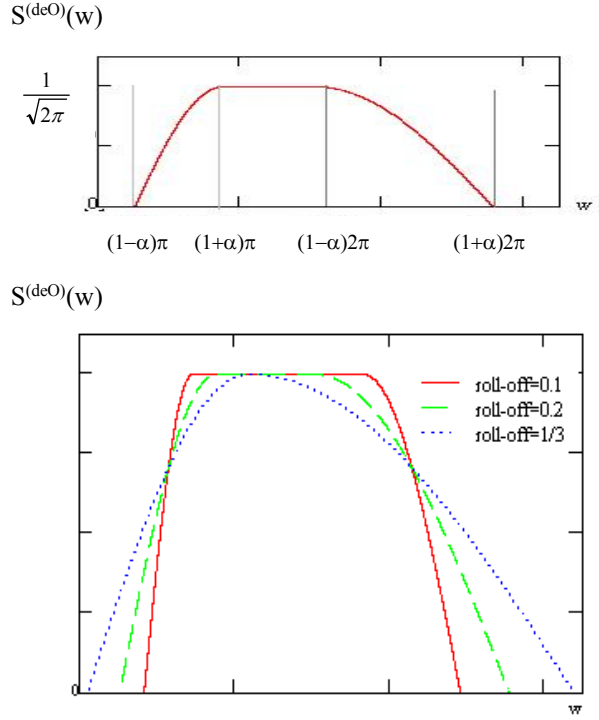 S(deO)(w)
1
√2π
0
w
(1−α)π (1+α)π (1−α)2π (1+α)2π
S(deO)(w)
roll-off=0.1
roll-off=0.2
roll-off=1/3
0
w